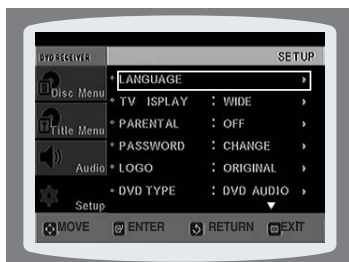 DVD RECEIVER SETUP
LANGUAGE
Disc Menu
TV ISPLAY : WIDE
Title Menu
PARENTAL : OFF
PASSWORD : CHANGE
Audio
LOGO : ORIGINAL
DVD TYPE : DVD AUDIO
Setup
MOVE ENTER RETURN EXIT